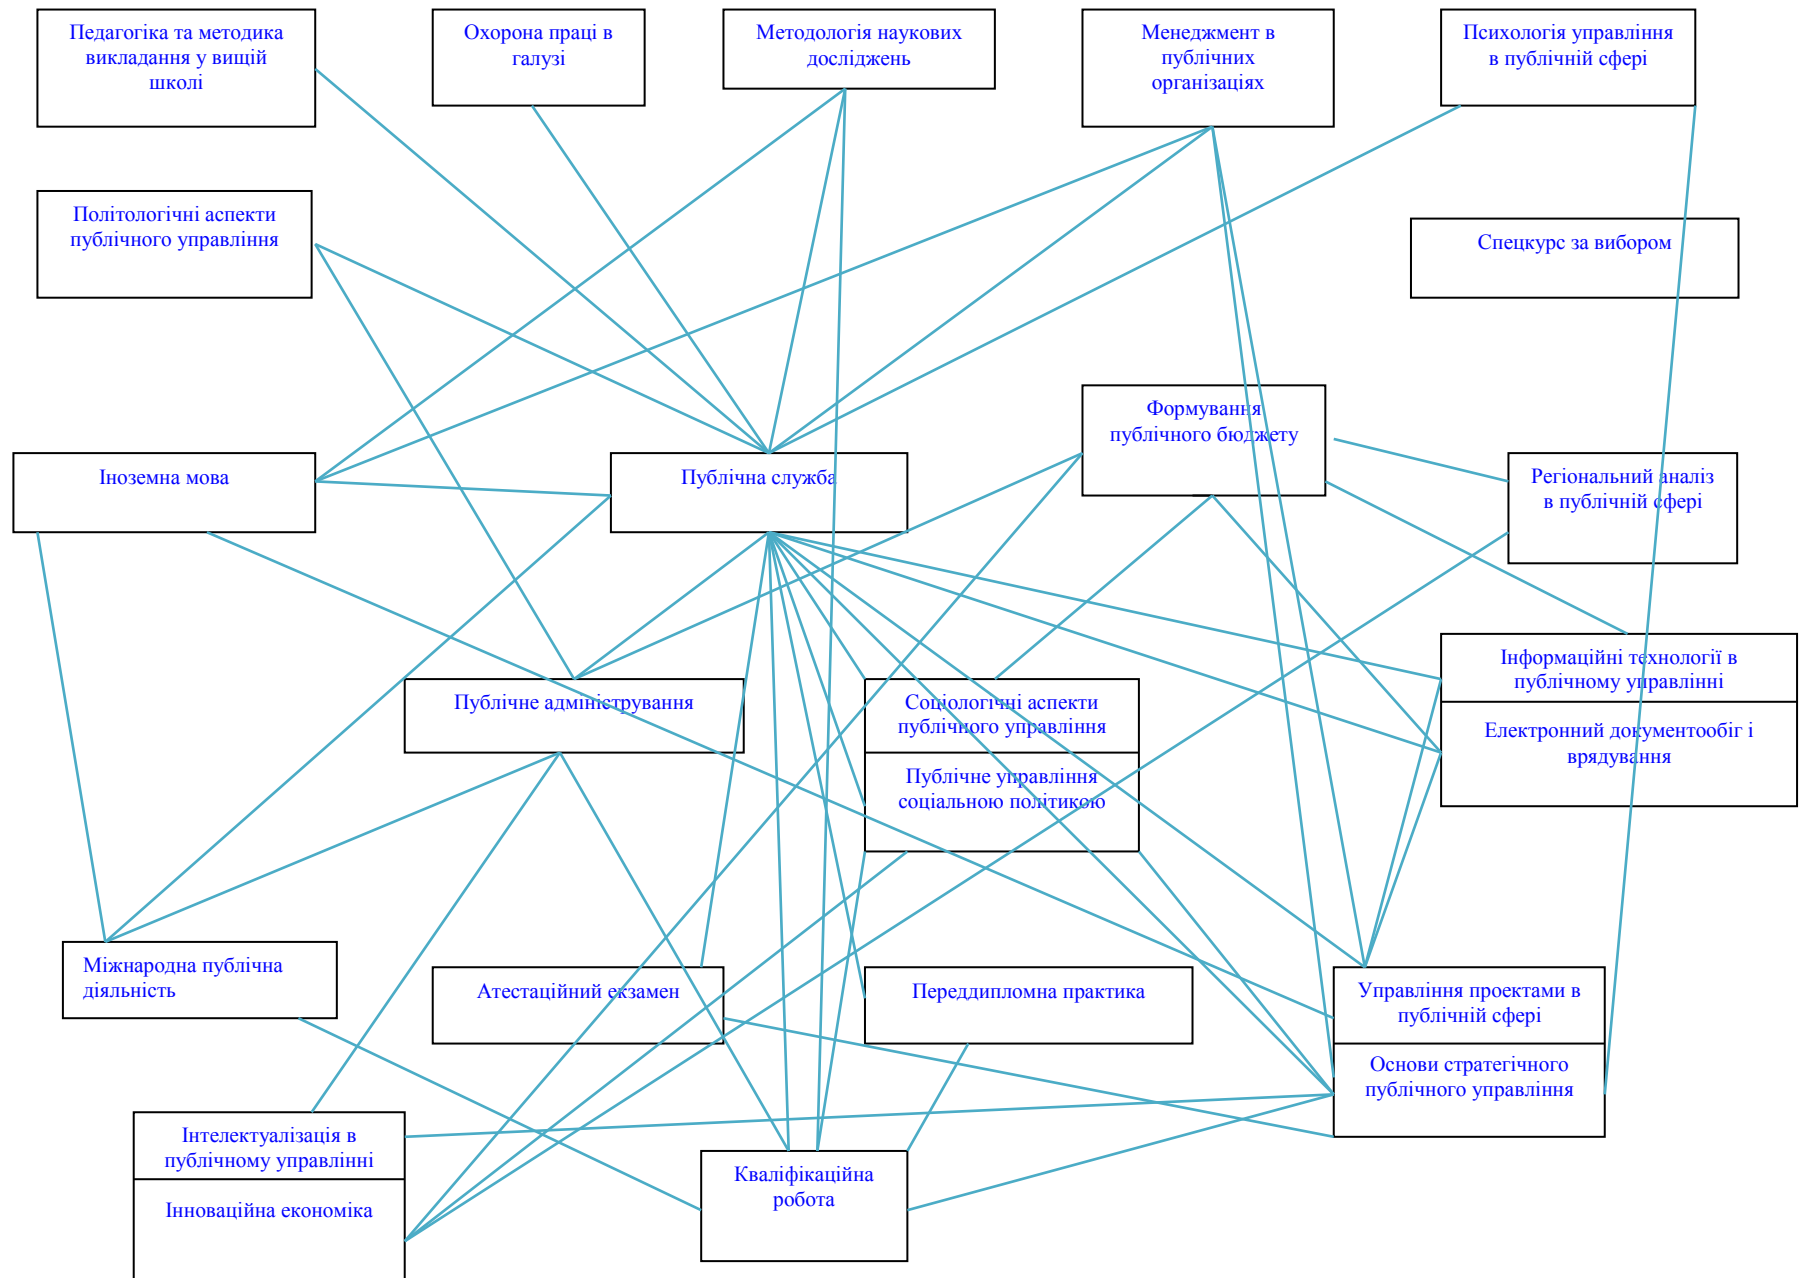 Педагогіка та методика
викладання у вищій
школі
Охорона праці в
галузі
Методологія наукових
досліджень
Менеджмент в
публічних
організаціях
Психологія управління
в публічній сфері
Політологічні аспекти
публічного управління
Спецкурс за вибором
Формування
публічного бюджету
Іноземна мова
Публічна служба
Регіональний аналіз
в публічній сфері
Інформаційні технології в
публічному управлінні
Електронний документообіг і
врядування
Публічне адміністрування
Соціологічні аспекти
публічного управління
Публічне управління
соціальною політикою
Міжнародна публічна
діяльність
Атестаційний екзамен
Переддипломна практика
Управління проектами в
публічній сфері
Основи стратегічного
публічного управління
Інтелектуалізація в
публічному управлінні
Інноваційна економіка
Кваліфікаційна
робота